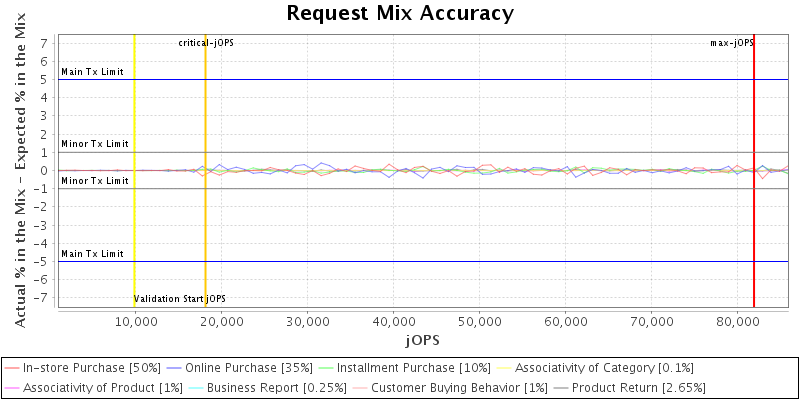 Request Mix Accuracy
Actual % in the Mix - Expected % in the Mix
7
6
5
4
3
2
1
0
-1
-2
-3
-4
-5
-6
-7
critical-jOPS
max-jOPS
Main Tx Limit
Minor Tx Limit
Minor Tx Limit
Main Tx Limit
Validation Start jOPS
10,000 20,000 30,000 40,000 50,000 60,000 70,000 80,000
jOPS
In-store Purchase [50%] Online Purchase [35%] Installment Purchase [10%] Associativity of Category [0.1%]
Associativity of Product [1%] Business Report [0.25%] Customer Buying Behavior [1%] Product Return [2.65%]